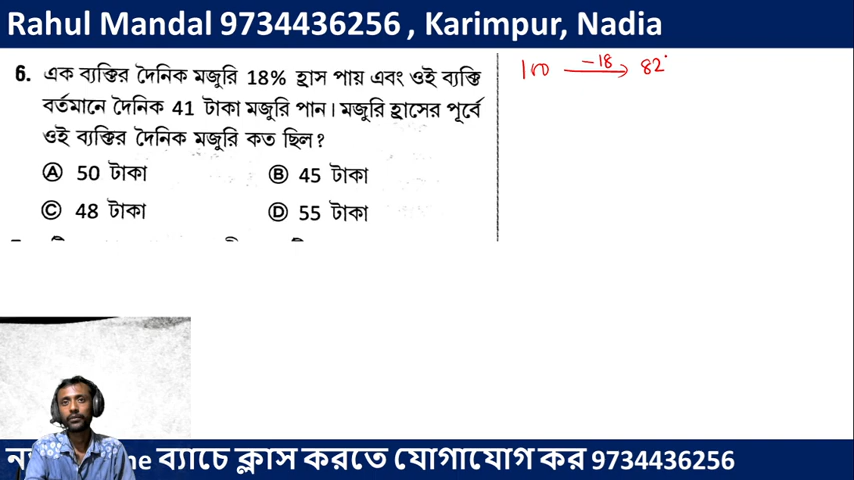 Rahul Mandal 9734436256 , Karimpur, Nadia
6. এক ব্যক্তির দৈনিক মজুরি 18% হ্রাস পায় এবং ওই ব্যক্তি
বর্তমানে দৈনিক 41 টাকা মজুরি পান। মজুরি হ্রাসের পূর্বে
ওই ব্যক্তির দৈনিক মজুরি কত ছিল?
Ⓐ 50 টাকা Ⓑ 45 টাকা
Ⓒ 48 টাকা Ⓓ 55 টাকা
100 -18→ 82
ne ব্যাচে ক্লাস করতে যোগাযোগ কর 9734436256